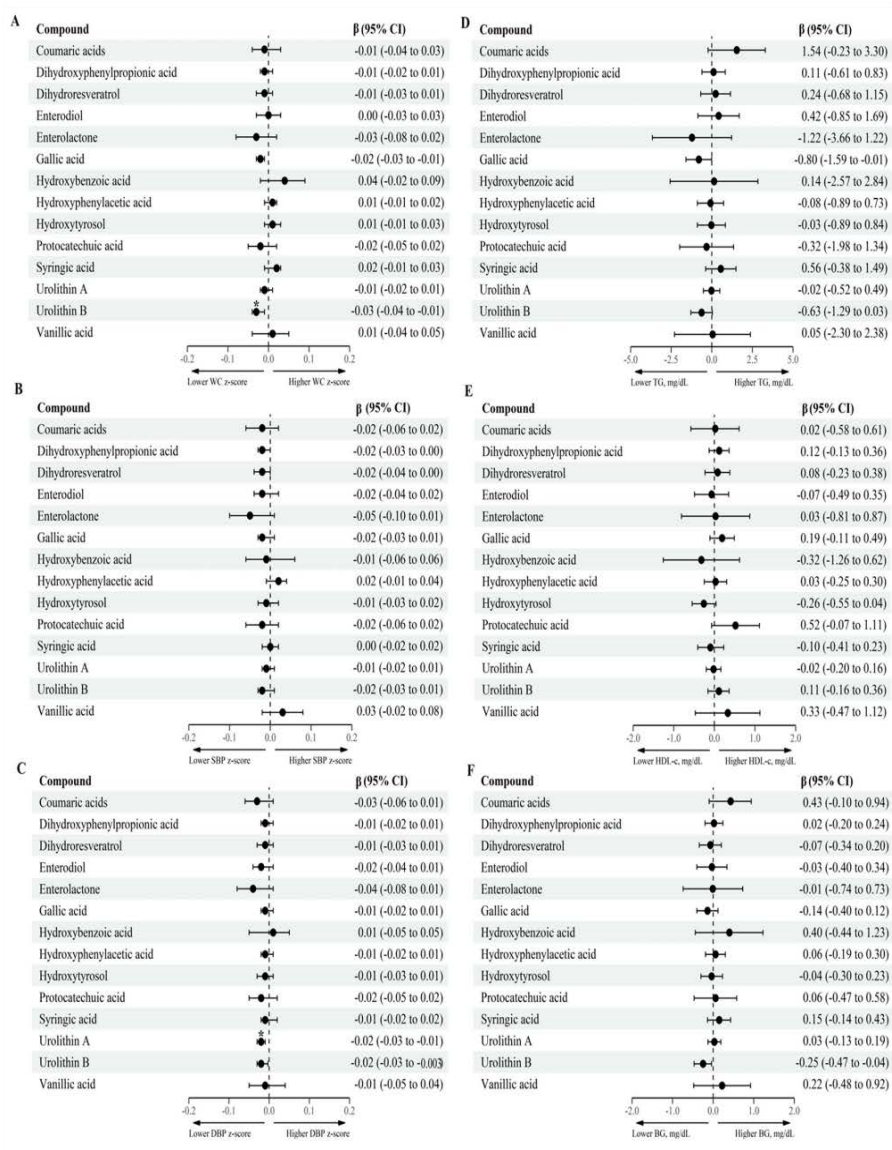 A
Compound β (95% CI)
Coumaric acids -0.01 (-0.04 to 0.03)
Dihydroxyphenylpropionic acid -0.01 (-0.02 to 0.01)
Dihydroresveratrol -0.01 (-0.03 to 0.01)
Enterodiol 0.00 (-0.03 to 0.03)
Enterolactone -0.03 (-0.08 to 0.02)
Gallic acid -0.02 (-0.03 to -0.01)
Hydroxybenzoic acid 0.04 (-0.02 to 0.09)
Hydroxyphenylacetic acid 0.01 (-0.01 to 0.02)
Hydroxytyrosol 0.01 (-0.01 to 0.03)
Protocatechuic acid -0.02 (-0.05 to 0.02)
Syringic acid 0.02 (-0.01 to 0.03)
Urolithin A -0.01 (-0.02 to 0.01)
Urolithin B * -0.03 (-0.04 to -0.01)
Vanillic acid 0.01 (-0.04 to 0.05)
-0.2 -0.1 0.0 0.1 0.2
Lower WC z-score Higher WC z-score
B
Compound β (95% CI)
Coumaric acids -0.02 (-0.06 to 0.02)
Dihydroxyphenylpropionic acid -0.02 (-0.03 to 0.00)
Dihydroresveratrol -0.02 (-0.04 to 0.00)
Enterodiol -0.02 (-0.04 to 0.02)
Enterolactone -0.05 (-0.10 to 0.01)
Gallic acid -0.02 (-0.03 to 0.01)
Hydroxybenzoic acid -0.01 (-0.06 to 0.06)
Hydroxyphenylacetic acid 0.02 (-0.01 to 0.04)
Hydroxytyrosol -0.01 (-0.03 to 0.02)
Protocatechuic acid -0.02 (-0.06 to 0.02)
Syringic acid 0.00 (-0.02 to 0.02)
Urolithin A -0.01 (-0.02 to 0.01)
Urolithin B -0.02 (-0.03 to 0.01)
Vanillic acid 0.03 (-0.02 to 0.08)
-0.2 -0.1 0.0 0.1 0.2
Lower SBP z-score Higher SBP z-score
C
Compound β (95% CI)
Coumaric acids -0.03 (-0.06 to 0.01)
Dihydroxyphenylpropionic acid -0.01 (-0.02 to 0.01)
Dihydroresveratrol -0.01 (-0.03 to 0.01)
Enterodiol -0.02 (-0.04 to 0.01)
Enterolactone -0.04 (-0.08 to 0.01)
Gallic acid -0.01 (-0.02 to 0.01)
Hydroxybenzoic acid 0.01 (-0.05 to 0.05)
Hydroxyphenylacetic acid -0.01 (-0.02 to 0.01)
Hydroxytyrosol -0.01 (-0.03 to 0.01)
Protocatechuic acid -0.02 (-0.05 to 0.02)
Syringic acid -0.01 (-0.02 to 0.02)
Urolithin A * -0.02 (-0.03 to -0.01)
Urolithin B -0.02 (-0.03 to -0.003)
Vanillic acid -0.01 (-0.05 to 0.04)
-0.2 -0.1 0.0 0.1 0.2
Lower DBP z-score Higher DBP z-score
D
Compound β (95% CI)
Coumaric acids 1.54 (-0.23 to 3.30)
Dihydroxyphenylpropionic acid 0.11 (-0.61 to 0.83)
Dihydroresveratrol 0.24 (-0.68 to 1.15)
Enterodiol 0.42 (-0.85 to 1.69)
Enterolactone -1.22 (-3.66 to 1.22)
Gallic acid -0.80 (-1.59 to -0.01)
Hydroxybenzoic acid 0.14 (-2.57 to 2.84)
Hydroxyphenylacetic acid -0.08 (-0.89 to 0.73)
Hydroxytyrosol -0.03 (-0.89 to 0.84)
Protocatechuic acid -0.32 (-1.98 to 1.34)
Syringic acid 0.56 (-0.38 to 1.49)
Urolithin A -0.02 (-0.52 to 0.49)
Urolithin B -0.63 (-1.29 to 0.03)
Vanillic acid 0.05 (-2.30 to 2.38)
-5.0 -2.5 0.0 2.5 5.0
Lower TG, mg/dL Higher TG, mg/dL
E
Compound β (95% CI)
Coumaric acids 0.02 (-0.58 to 0.61)
Dihydroxyphenylpropionic acid 0.12 (-0.13 to 0.36)
Dihydroresveratrol 0.08 (-0.23 to 0.38)
Enterodiol -0.07 (-0.49 to 0.35)
Enterolactone 0.03 (-0.81 to 0.87)
Gallic acid 0.19 (-0.11 to 0.49)
Hydroxybenzoic acid -0.32 (-1.26 to 0.62)
Hydroxyphenylacetic acid 0.03 (-0.25 to 0.30)
Hydroxytyrosol -0.26 (-0.55 to 0.04)
Protocatechuic acid 0.52 (-0.07 to 1.11)
Syringic acid -0.10 (-0.41 to 0.23)
Urolithin A -0.02 (-0.20 to 0.16)
Urolithin B 0.11 (-0.16 to 0.36)
Vanillic acid 0.33 (-0.47 to 1.12)
-2.0 -1.0 0.0 1.0 2.0
Lower HDL-c, mg/dL Higher HDL-c, mg/dL
F
Compound β (95% CI)
Coumaric acids 0.43 (-0.10 to 0.94)
Dihydroxyphenylpropionic acid 0.02 (-0.20 to 0.24)
Dihydroresveratrol -0.07 (-0.34 to 0.20)
Enterodiol -0.03 (-0.40 to 0.34)
Enterolactone -0.01 (-0.74 to 0.73)
Gallic acid -0.14 (-0.40 to 0.12)
Hydroxybenzoic acid 0.40 (-0.44 to 1.23)
Hydroxyphenylacetic acid 0.06 (-0.19 to 0.30)
Hydroxytyrosol -0.04 (-0.30 to 0.23)
Protocatechuic acid 0.06 (-0.47 to 0.58)
Syringic acid 0.15 (-0.14 to 0.43)
Urolithin A 0.03 (-0.13 to 0.19)
Urolithin B -0.25 (-0.47 to -0.04)
Vanillic acid 0.22 (-0.48 to 0.92)
-2.0 -1.0 0.0 1.0 2.0
Lower BG, mg/dL Higher BG, mg/dL